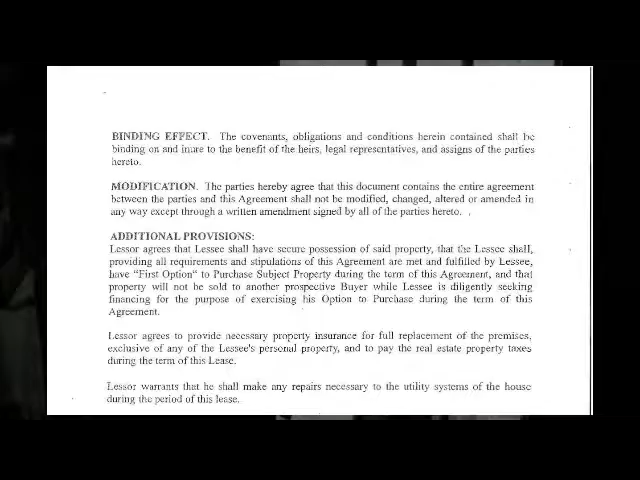 BINDING EFFECT. The covenants, obligations and conditions herein contained shall be
binding on and inure to the benefit of the heirs, legal representatives, and assigns of the parties
hereto.
MODIFICATION. The parties hereby agree that this document contains the entire agreement
between the parties and this Agreement shall not be modified, changed, altered or amended in
any way except through a written amendment signed by all of the parties hereto.
ADDITIONAL PROVISIONS:
Lessor agrees that Lessee shall have secure possession of said property, that the Lessee shall,
providing all requirements and stipulations of this Agreement are met and fulfilled by Lessee,
have "First Option" to Purchase Subject Property during the term of this Agreement, and that
property will not be sold to another prospective Buyer while Lessee is diligently seeking
financing for the purpose of exercising his Option to Purchase during the term of this
Agreement.
Lessor agrees to provide necessary property insurance for full replacement of the premises,
exclusive of any of the Lessee's personal property, and to pay the real estate property taxes
during the term of this Lease.
Lessor warrants that he shall make any repairs necessary to the utility systems of the house
during the period of this lease.